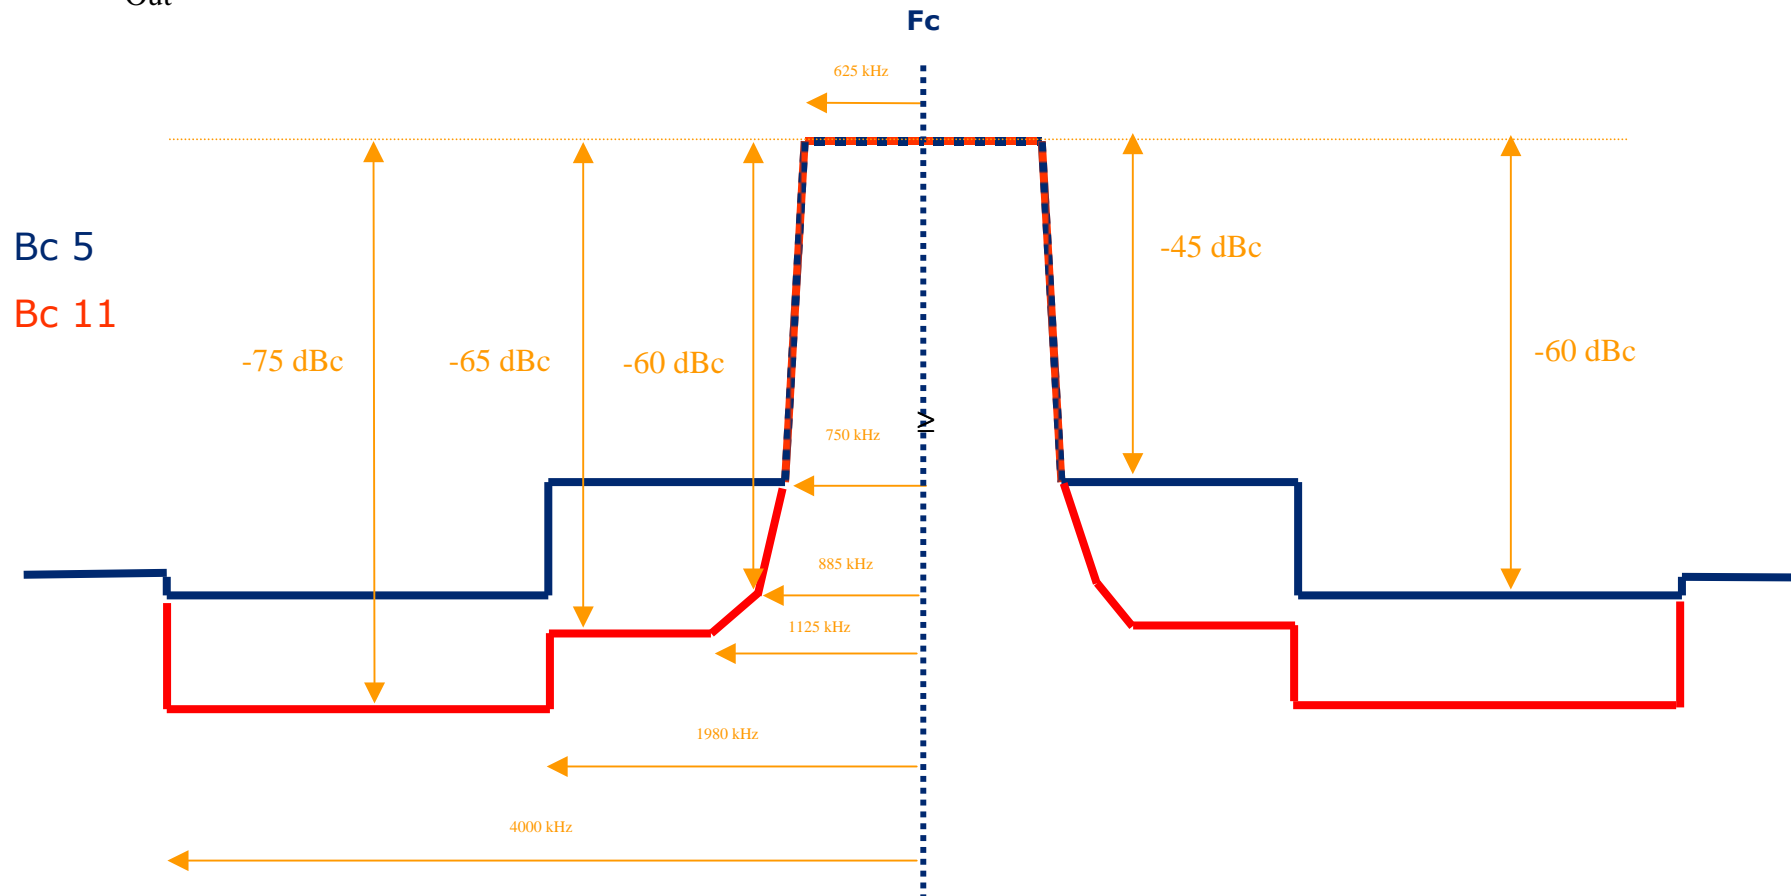 Out
Fc
625 kHz
Bc 5
-45 dBc
Bc 11
-75 dBc
-65 dBc
-60 dBc
-60 dBc
≥
750 kHz
885 kHz
1125 kHz
1980 kHz
4000 kHz